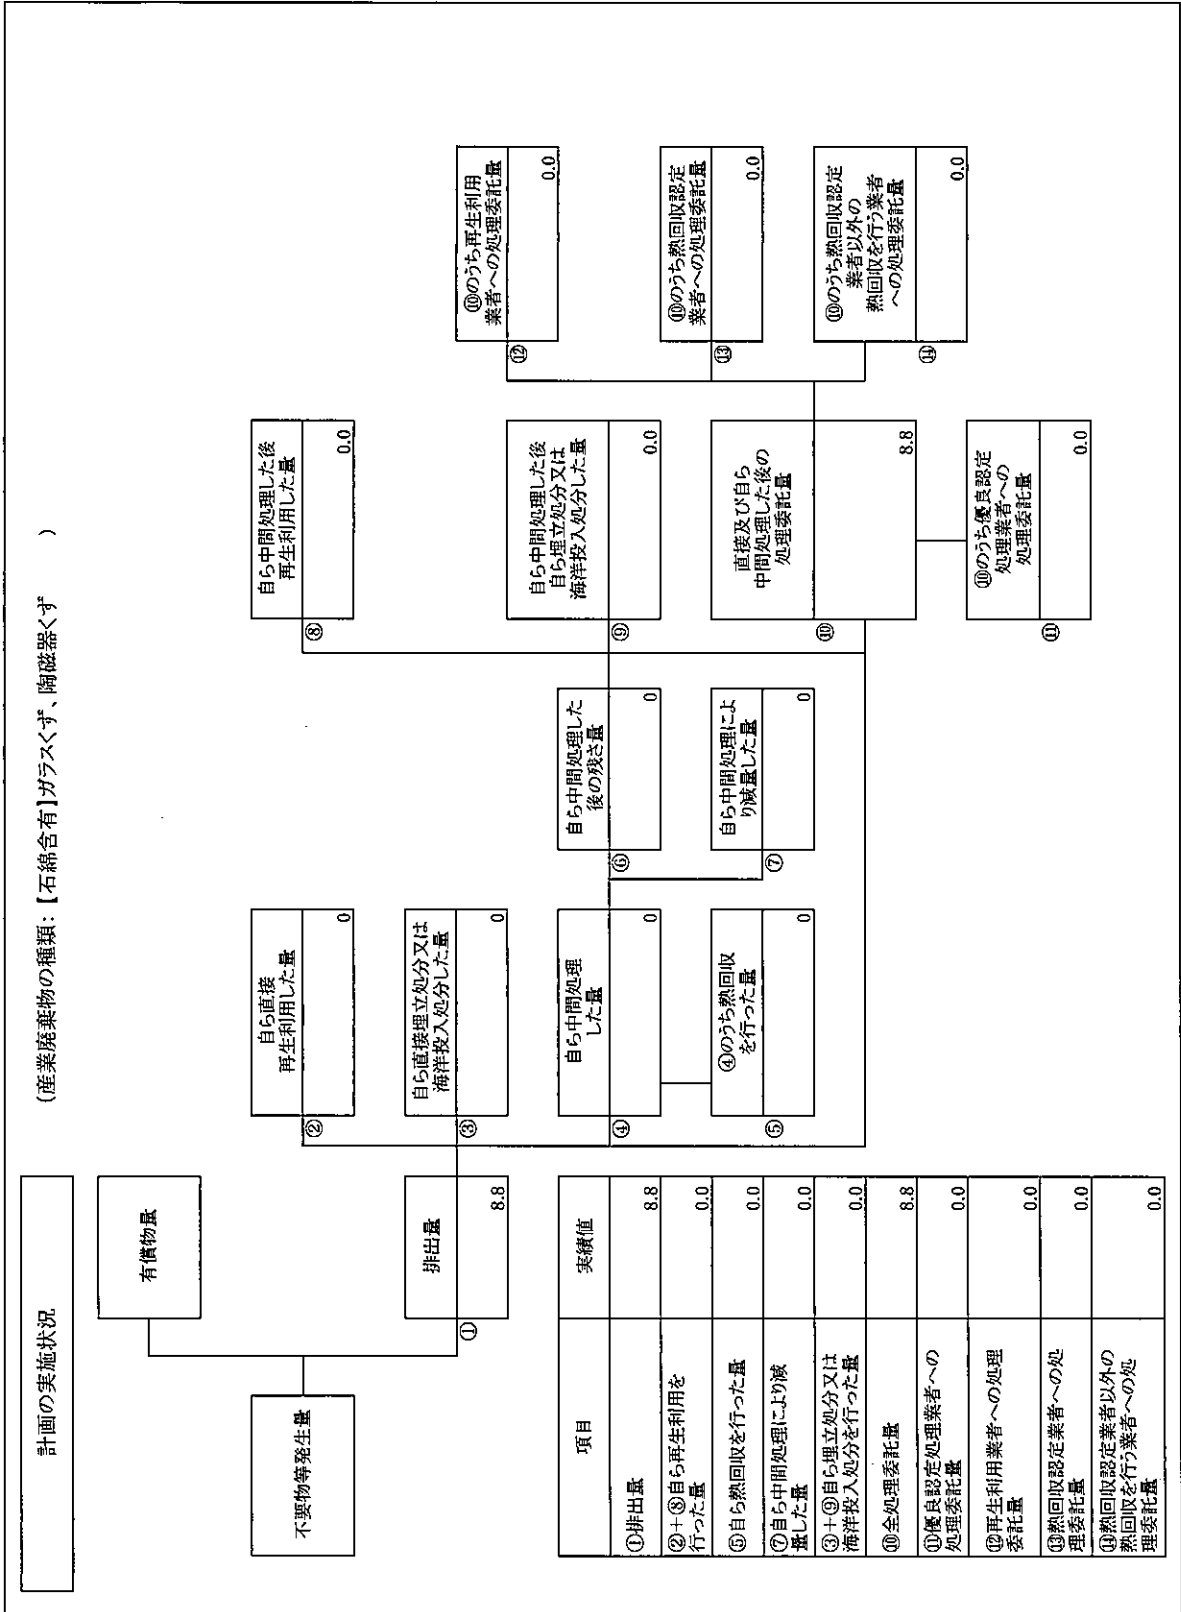 計画の実施状況
(産業廃棄物の種類:【石綿含有】ガラスくず、陶磁器くず )
不要物等発生量
有償物量
①
排出量
8.8
②
自ら直接
再生利用した量
0
③
自ら直接埋立処分又は
海洋投入処分した量
0
④
自ら中間処理
した量
0
⑤
④のうち熱回収
を行った量
0
⑥
自ら中間処理した
後の残さ量
0
⑦
自ら中間処理によ
り減量した量
0
⑧
自ら中間処理した後
再生利用した量
0.0
⑨
自ら中間処理した後
自ら埋立処分又は
海洋投入処分した量
0.0
⑩
直接及び自ら
中間処理した後の
処理委託量
8.8
⑪
⑩のうち優良認定
処理業者への
処理委託量
0.0
⑫
⑩のうち再生利用
業者への処理委託量
0.0
⑬
⑩のうち熱回収認定
業者への処理委託量
0.0
⑭
⑩のうち熱回収認定
業者以外の
熱回収を行う業者
への処理委託量
0.0
項目 実績値
①排出量 8.8
②+⑧自ら再生利用を
行った量 0.0
⑤自ら熱回収を行った量 0.0
⑦自ら中間処理により減
量した量 0.0
③+⑨自ら埋立処分又は
海洋投入処分を行った量 0.0
⑩全処理委託量 8.8
⑪優良認定処理業者への
処理委託量 0.0
⑫再生利用業者への処理
委託量 0.0
⑬熱回収認定業者への処
理委託量 0.0
⑭熱回収認定業者以外の
熱回収を行う業者への処
理委託量 0.0